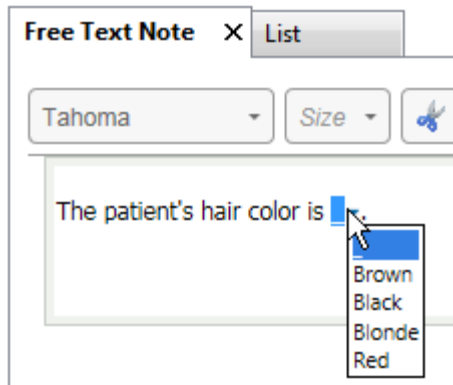 Free Text Note X List
Tahoma Size
The patient's hair color is _ .
_
Brown
Black
Blonde
Red